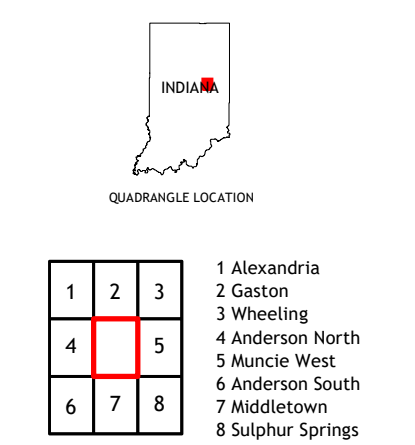 INDIANA
QUADRANGLE LOCATION
1 2 3
4 5
6 7 8
1 Alexandria
2 Gaston
3 Wheeling
4 Anderson North
5 Muncie West
6 Anderson South
7 Middletown
8 Sulphur Springs